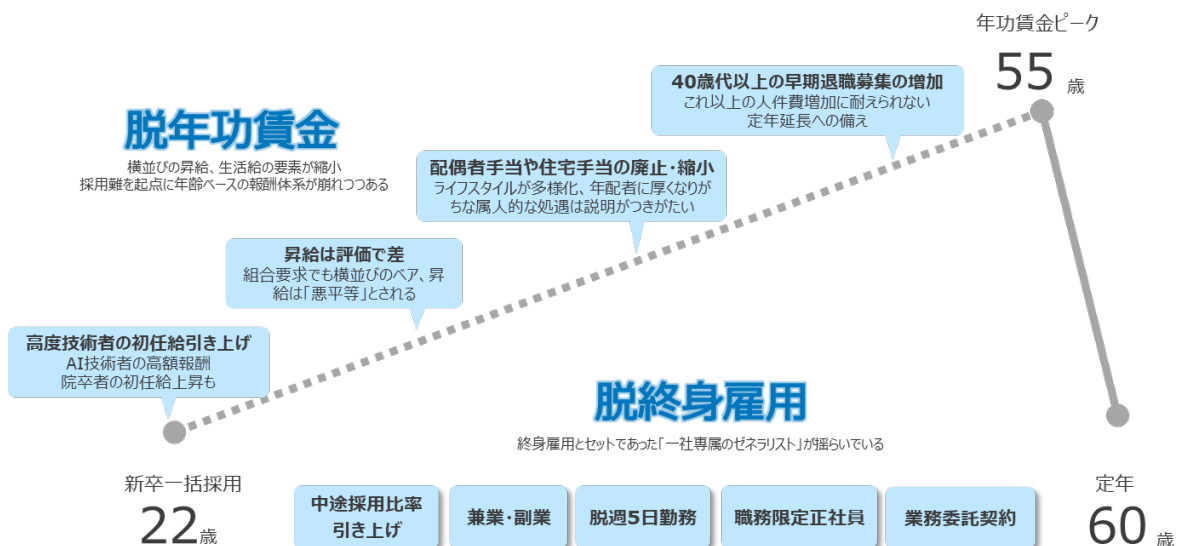 年功賃金ピーク
55 歳
40歳代以上の早期退職募集の増加
これ以上の人件費増加に耐えられない
定年延長への備え
脱年功賃金
横並びの昇給、生活給の要素が縮小
採用難を起点に年齢ベースの報酬体系が崩れつつある
配偶者手当や住宅手当の廃止・縮小
ライフスタイルが多様化、年配者に厚くなりが
ちな属人的な処遇は説明がつきがたい
昇給は評価で差
組合要求でも横並びのベア、昇
給は「悪平等」とされる
高度技術者の初任給引き上げ
AI技術者の高額報酬
院卒者の初任給上昇も
脱終身雇用
終身雇用とセットであった「一社専属のゼネラリスト」が揺らいでいる
新卒一括採用
22歳
中途採用比率
引き上げ
兼業・副業
脱週5日勤務
職務限定正社員
業務委託契約
定年
60 歳